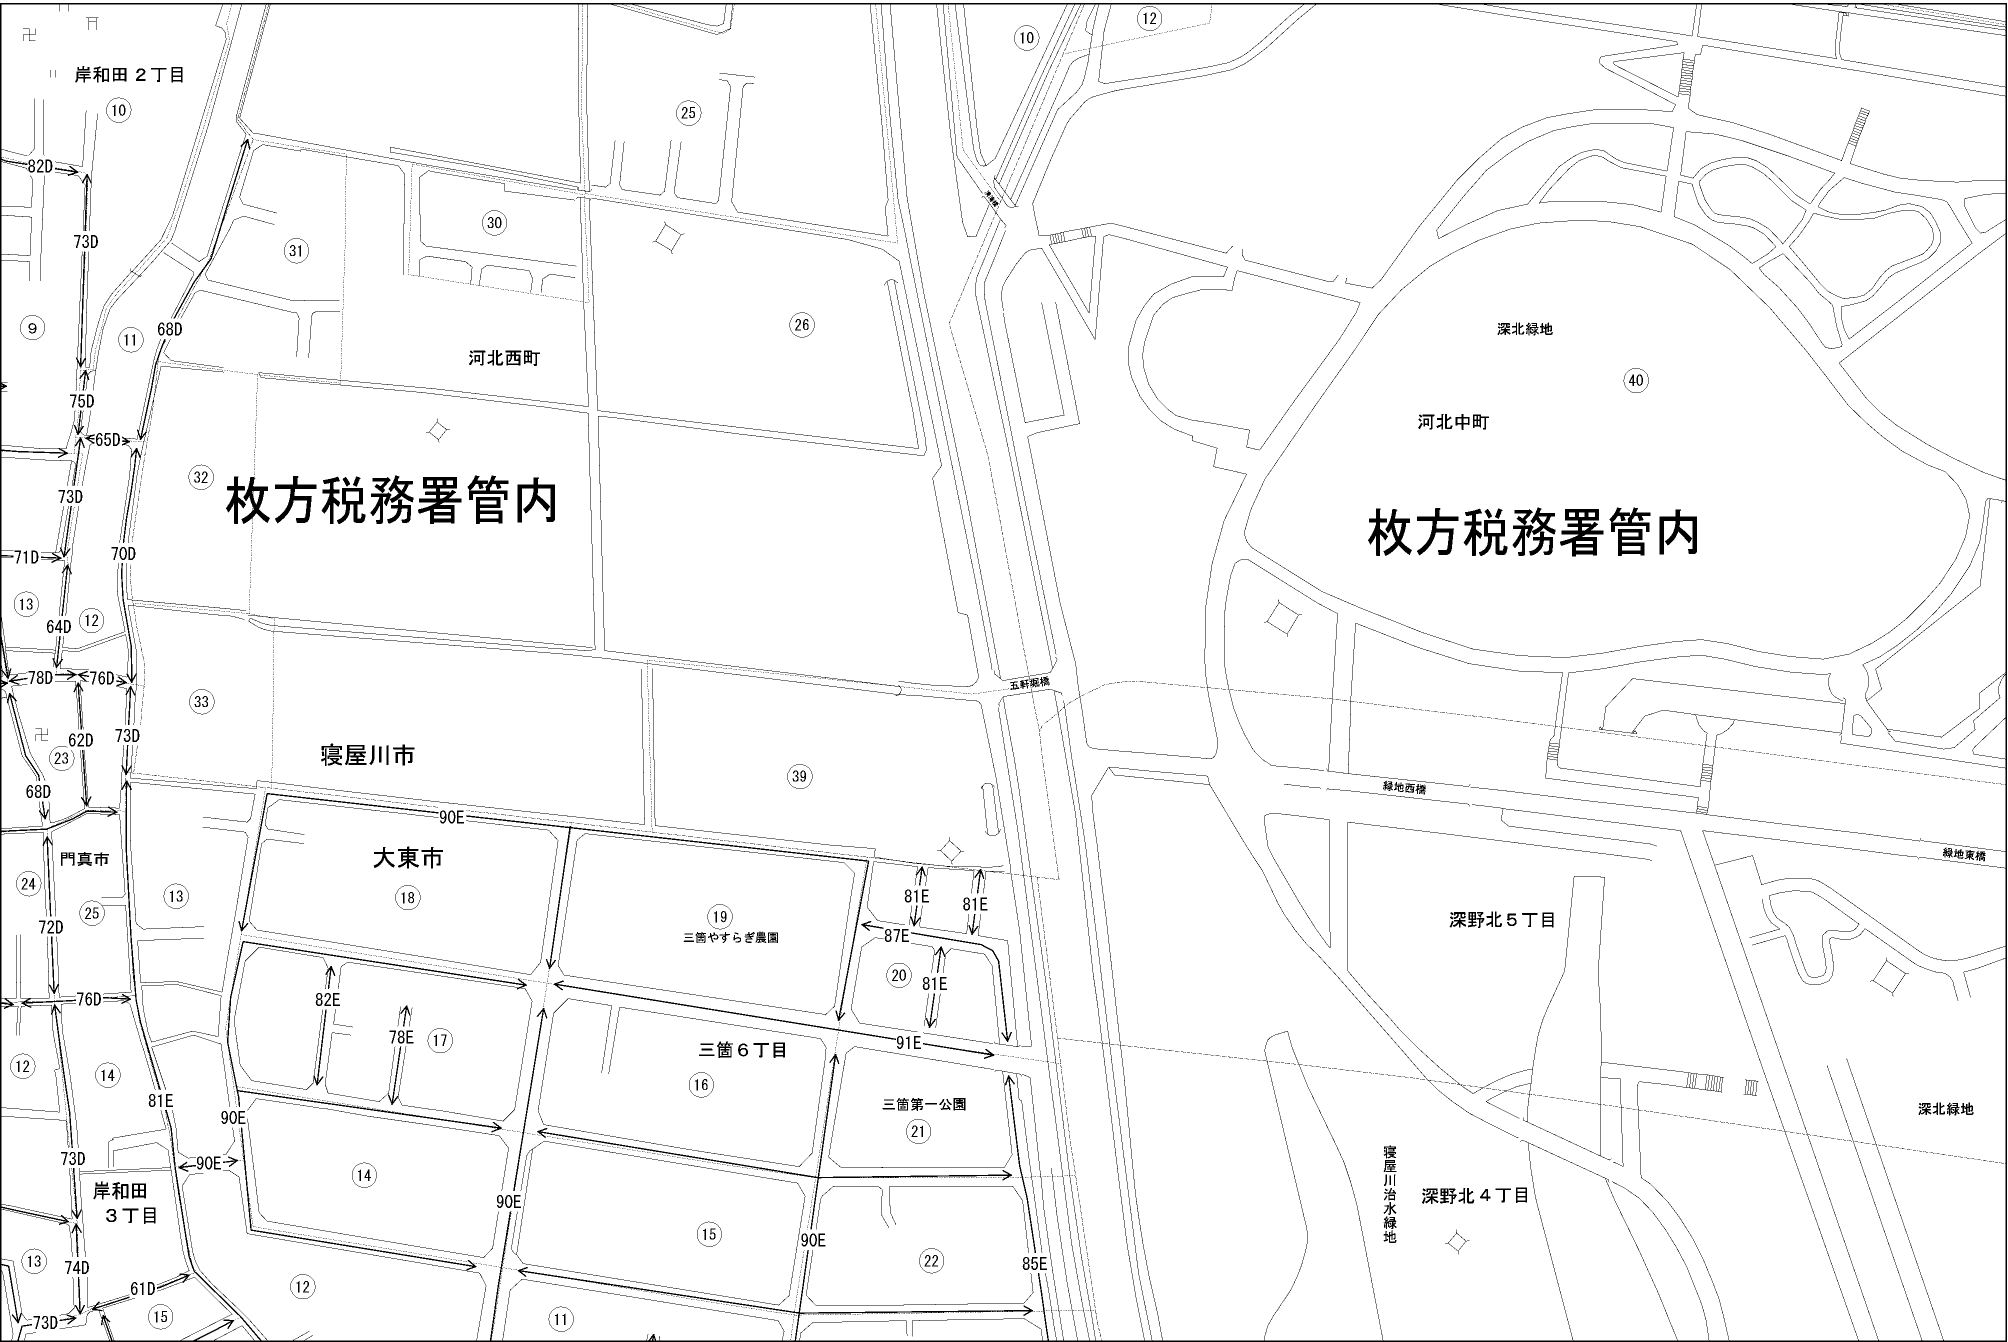 岸和田２丁目
10
10
12
25
82D
73D
31
30
9
11
68D
26
河北西町
深北緑地
40
75D
65D
河北中町
32
73D
枚方税務署管内
枚方税務署管内
71D
70D
13
12
64D
78D
76D
五軒堀橋
33
73D
62D
23
寝屋川市
39
68D
緑地西橋
90E
門真市
大東市
緑地東橋
24
25
13
18
19
三箇やすらぎ農園
81E
81E
深野北５丁目
72D
87E
20
81E
76D
82E
78E
17
91E
三箇６丁目
12
14
16
81E
90E
三箇第一公園
21
深北緑地
73D
90E
14
岸和田
３丁目
90E
15
90E
寝屋川治水緑地
深野北４丁目
13
74D
61D
12
22
85E
73D
15
11